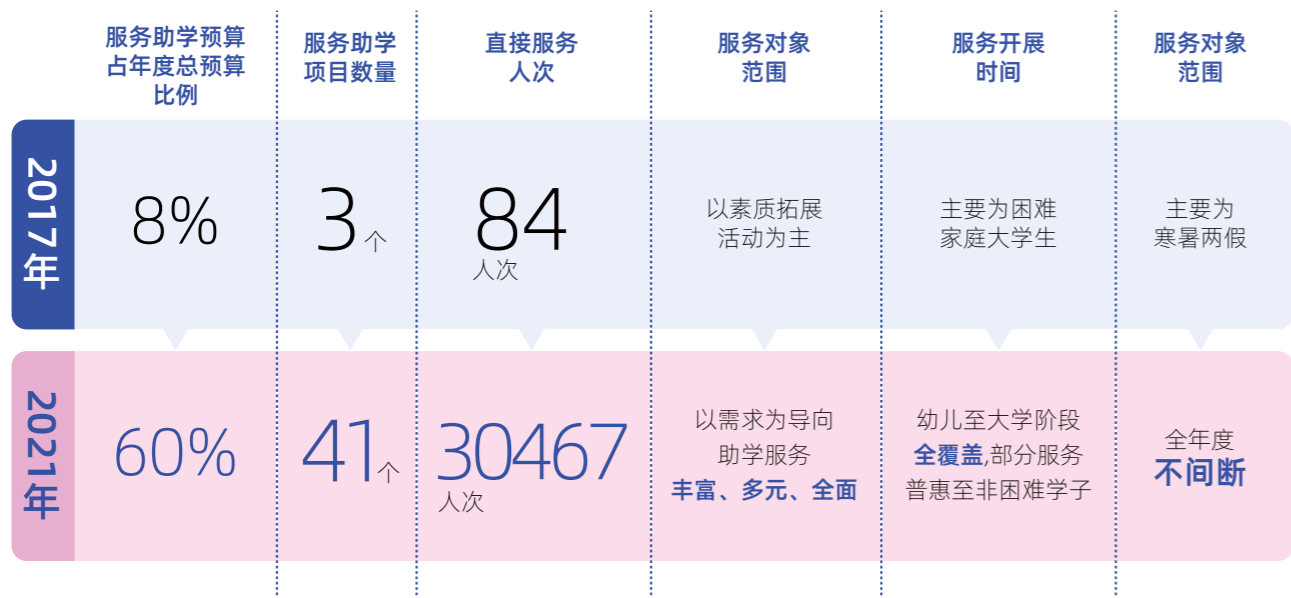 服务助学预算
占年度总预算
比例
服务助学
项目数量
直接服务
人次
服务对象
范围
服务开展
时间
服务对象
范围
2017年
8%
3个
84
人次
以素质拓展
活动为主
主要为困难
家庭大学生
主要为
寒暑两假
2021年
60%
41个
30467
人次
以需求为导向
助学服务
丰富、多元、全面
幼儿至大学阶段
全覆盖,部分服务
普惠至非困难学子
全年度
不间断